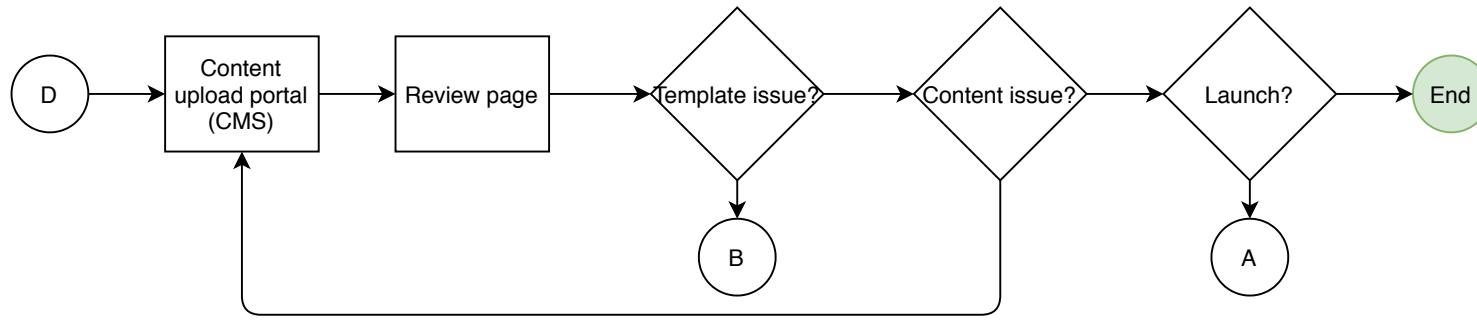 D
Content
upload portal
(CMS)
Review page
Template issue?
Content issue?
Launch?
End
B
A